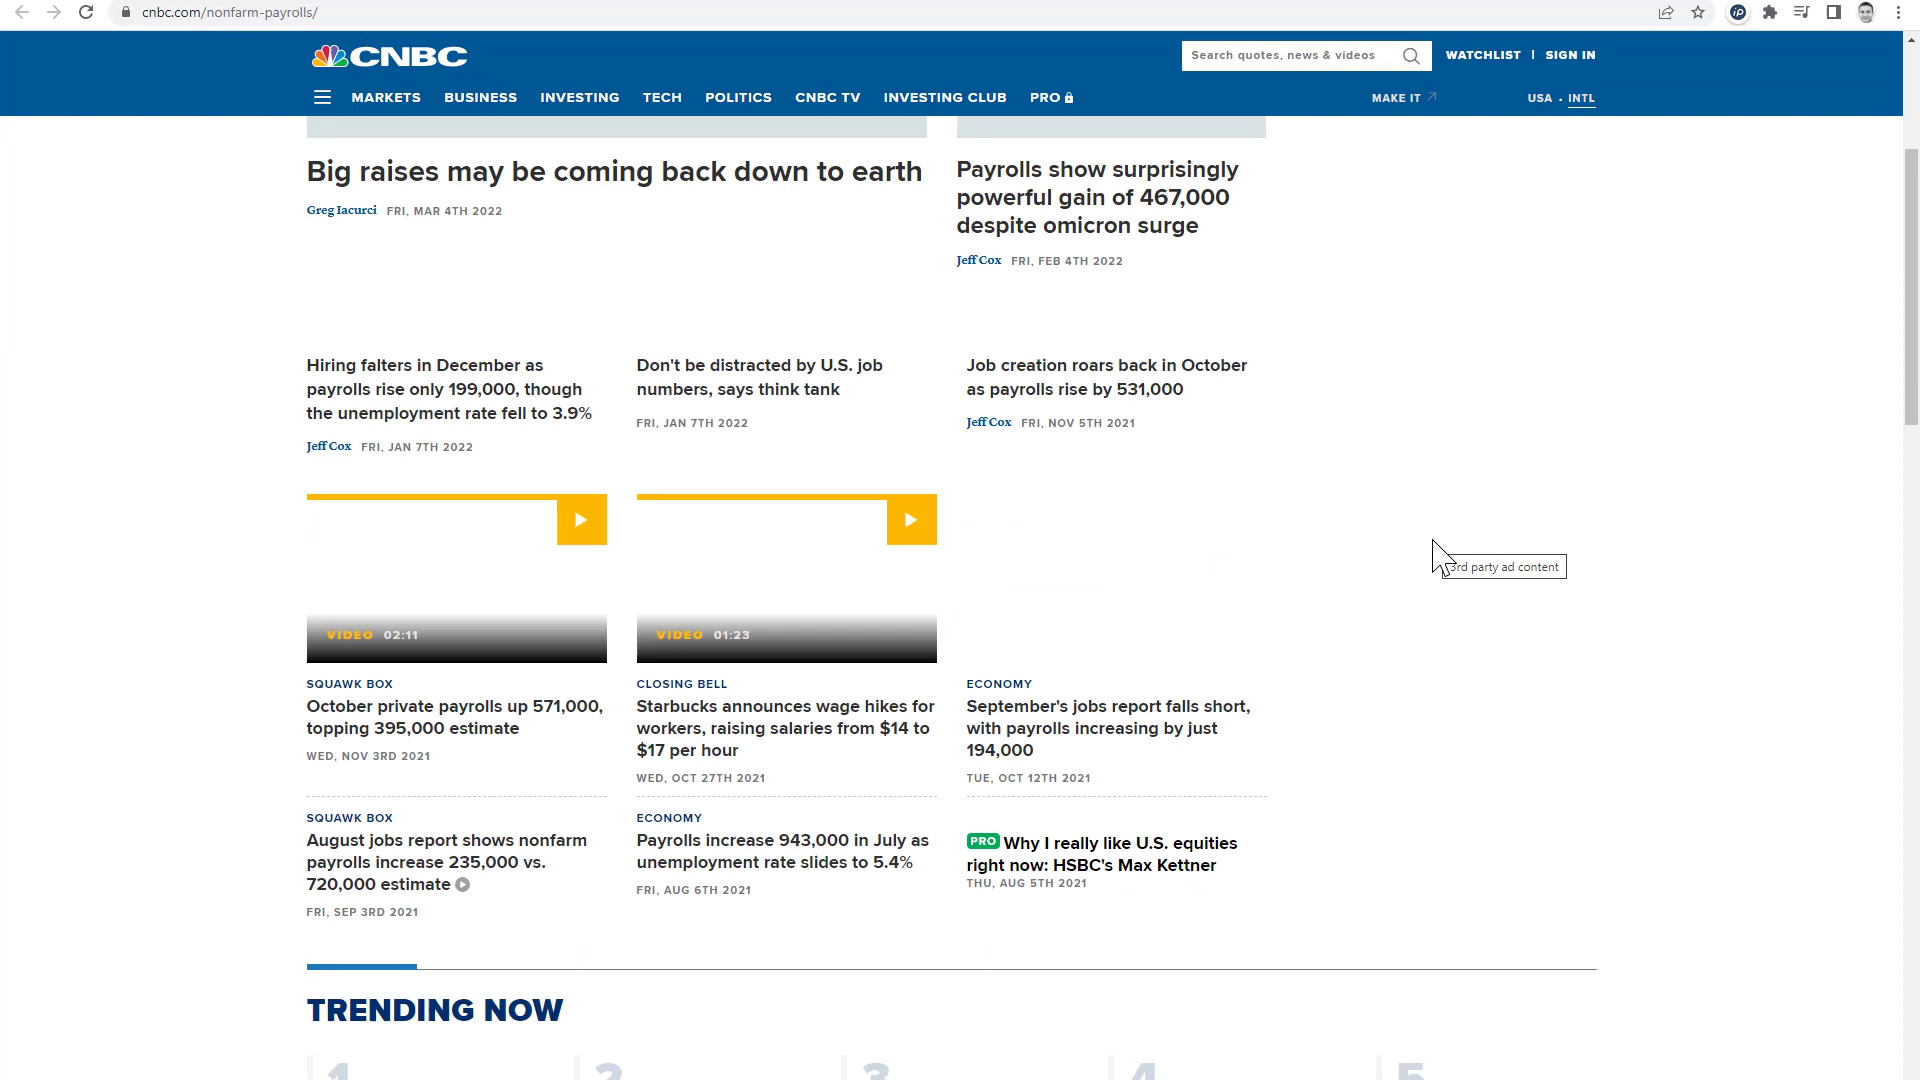 cnbc.com/nonfarm-payrolls/
iP
CNBC
Search quotes, news & videos
WATCHLIST | SIGN IN
MARKETS BUSINESS INVESTING TECH POLITICS CNBC TV INVESTING CLUB PRO
MAKE IT
USA • INTL
Big raises may be coming back down to earth
Greg Iacurci FRI, MAR 4TH 2022
Payrolls show surprisingly
powerful gain of 467,000
despite omicron surge
Jeff Cox FRI, FEB 4TH 2022
Hiring falters in December as
payrolls rise only 199,000, though
the unemployment rate fell to 3.9%
Jeff Cox FRI, JAN 7TH 2022
Don't be distracted by U.S. job
numbers, says think tank
FRI, JAN 7TH 2022
Job creation roars back in October
as payrolls rise by 531,000
Jeff Cox FRI, NOV 5TH 2021
3rd party ad content
VIDEO 02:11
SQUAWK BOX
October private payrolls up 571,000,
topping 395,000 estimate
WED, NOV 3RD 2021
VIDEO 01:23
CLOSING BELL
Starbucks announces wage hikes for
workers, raising salaries from $14 to
$17 per hour
WED, OCT 27TH 2021
ECONOMY
September's jobs report falls short,
with payrolls increasing by just
194,000
TUE, OCT 12TH 2021
SQUAWK BOX
August jobs report shows nonfarm
payrolls increase 235,000 vs.
720,000 estimate
FRI, SEP 3RD 2021
ECONOMY
Payrolls increase 943,000 in July as
unemployment rate slides to 5.4%
FRI, AUG 6TH 2021
PRO Why I really like U.S. equities
right now: HSBC's Max Kettner
THU, AUG 5TH 2021
TRENDING NOW
1 2 3 4 5